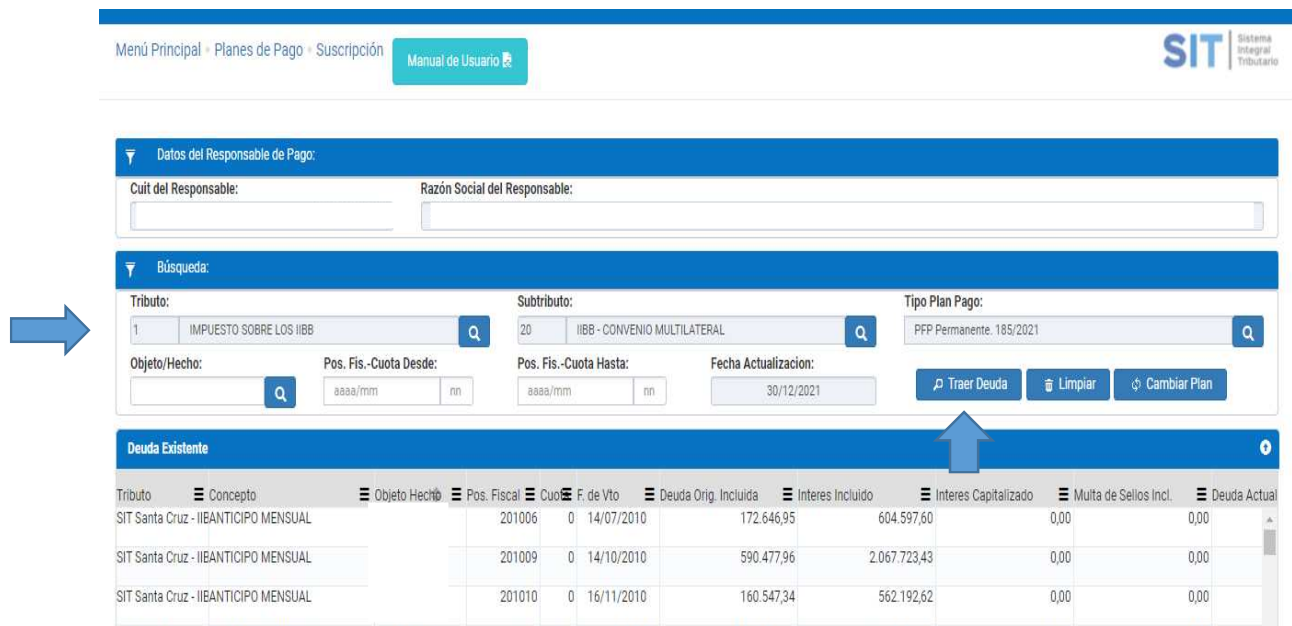 Menú Principal • Planes de Pago • Suscripción
Manual de Usuario
SIT Sistema Integral Tributario
Datos del Responsable de Pago:
Cuit del Responsable: Razón Social del Responsable:
Búsqueda:
Tributo: Subtributo: Tipo Plan Pago:
1 IMPUESTO SOBRE LOS IIBB 20 IIBB - CONVENIO MULTILATERAL PFP Permanente. 185/2021
Objeto/Hecho: Pos. Fis.-Cuota Desde: Pos. Fis.-Cuota Hasta: Fecha Actualizacion:
aaaa/mm nn aaaa/mm nn 30/12/2021 Traer Deuda Limpiar Cambiar Plan
Deuda Existente
Tributo Concepto Objeto Hecho Pos. Fiscal Cuota F. de Vto Deuda Orig. Incluida Interes Incluido Interes Capitalizado Multa de Sellos Incl. Deuda Actual
SIT Santa Cruz - IIBANTICIPO MENSUAL 201006 0 14/07/2010 172.646,95 604.597,60 0,00 0,00
SIT Santa Cruz - IIBANTICIPO MENSUAL 201009 0 14/10/2010 590.477,96 2.067.723,43 0,00 0,00
SIT Santa Cruz - IIBANTICIPO MENSUAL 201010 0 16/11/2010 160.547,34 562.192,62 0,00 0,00